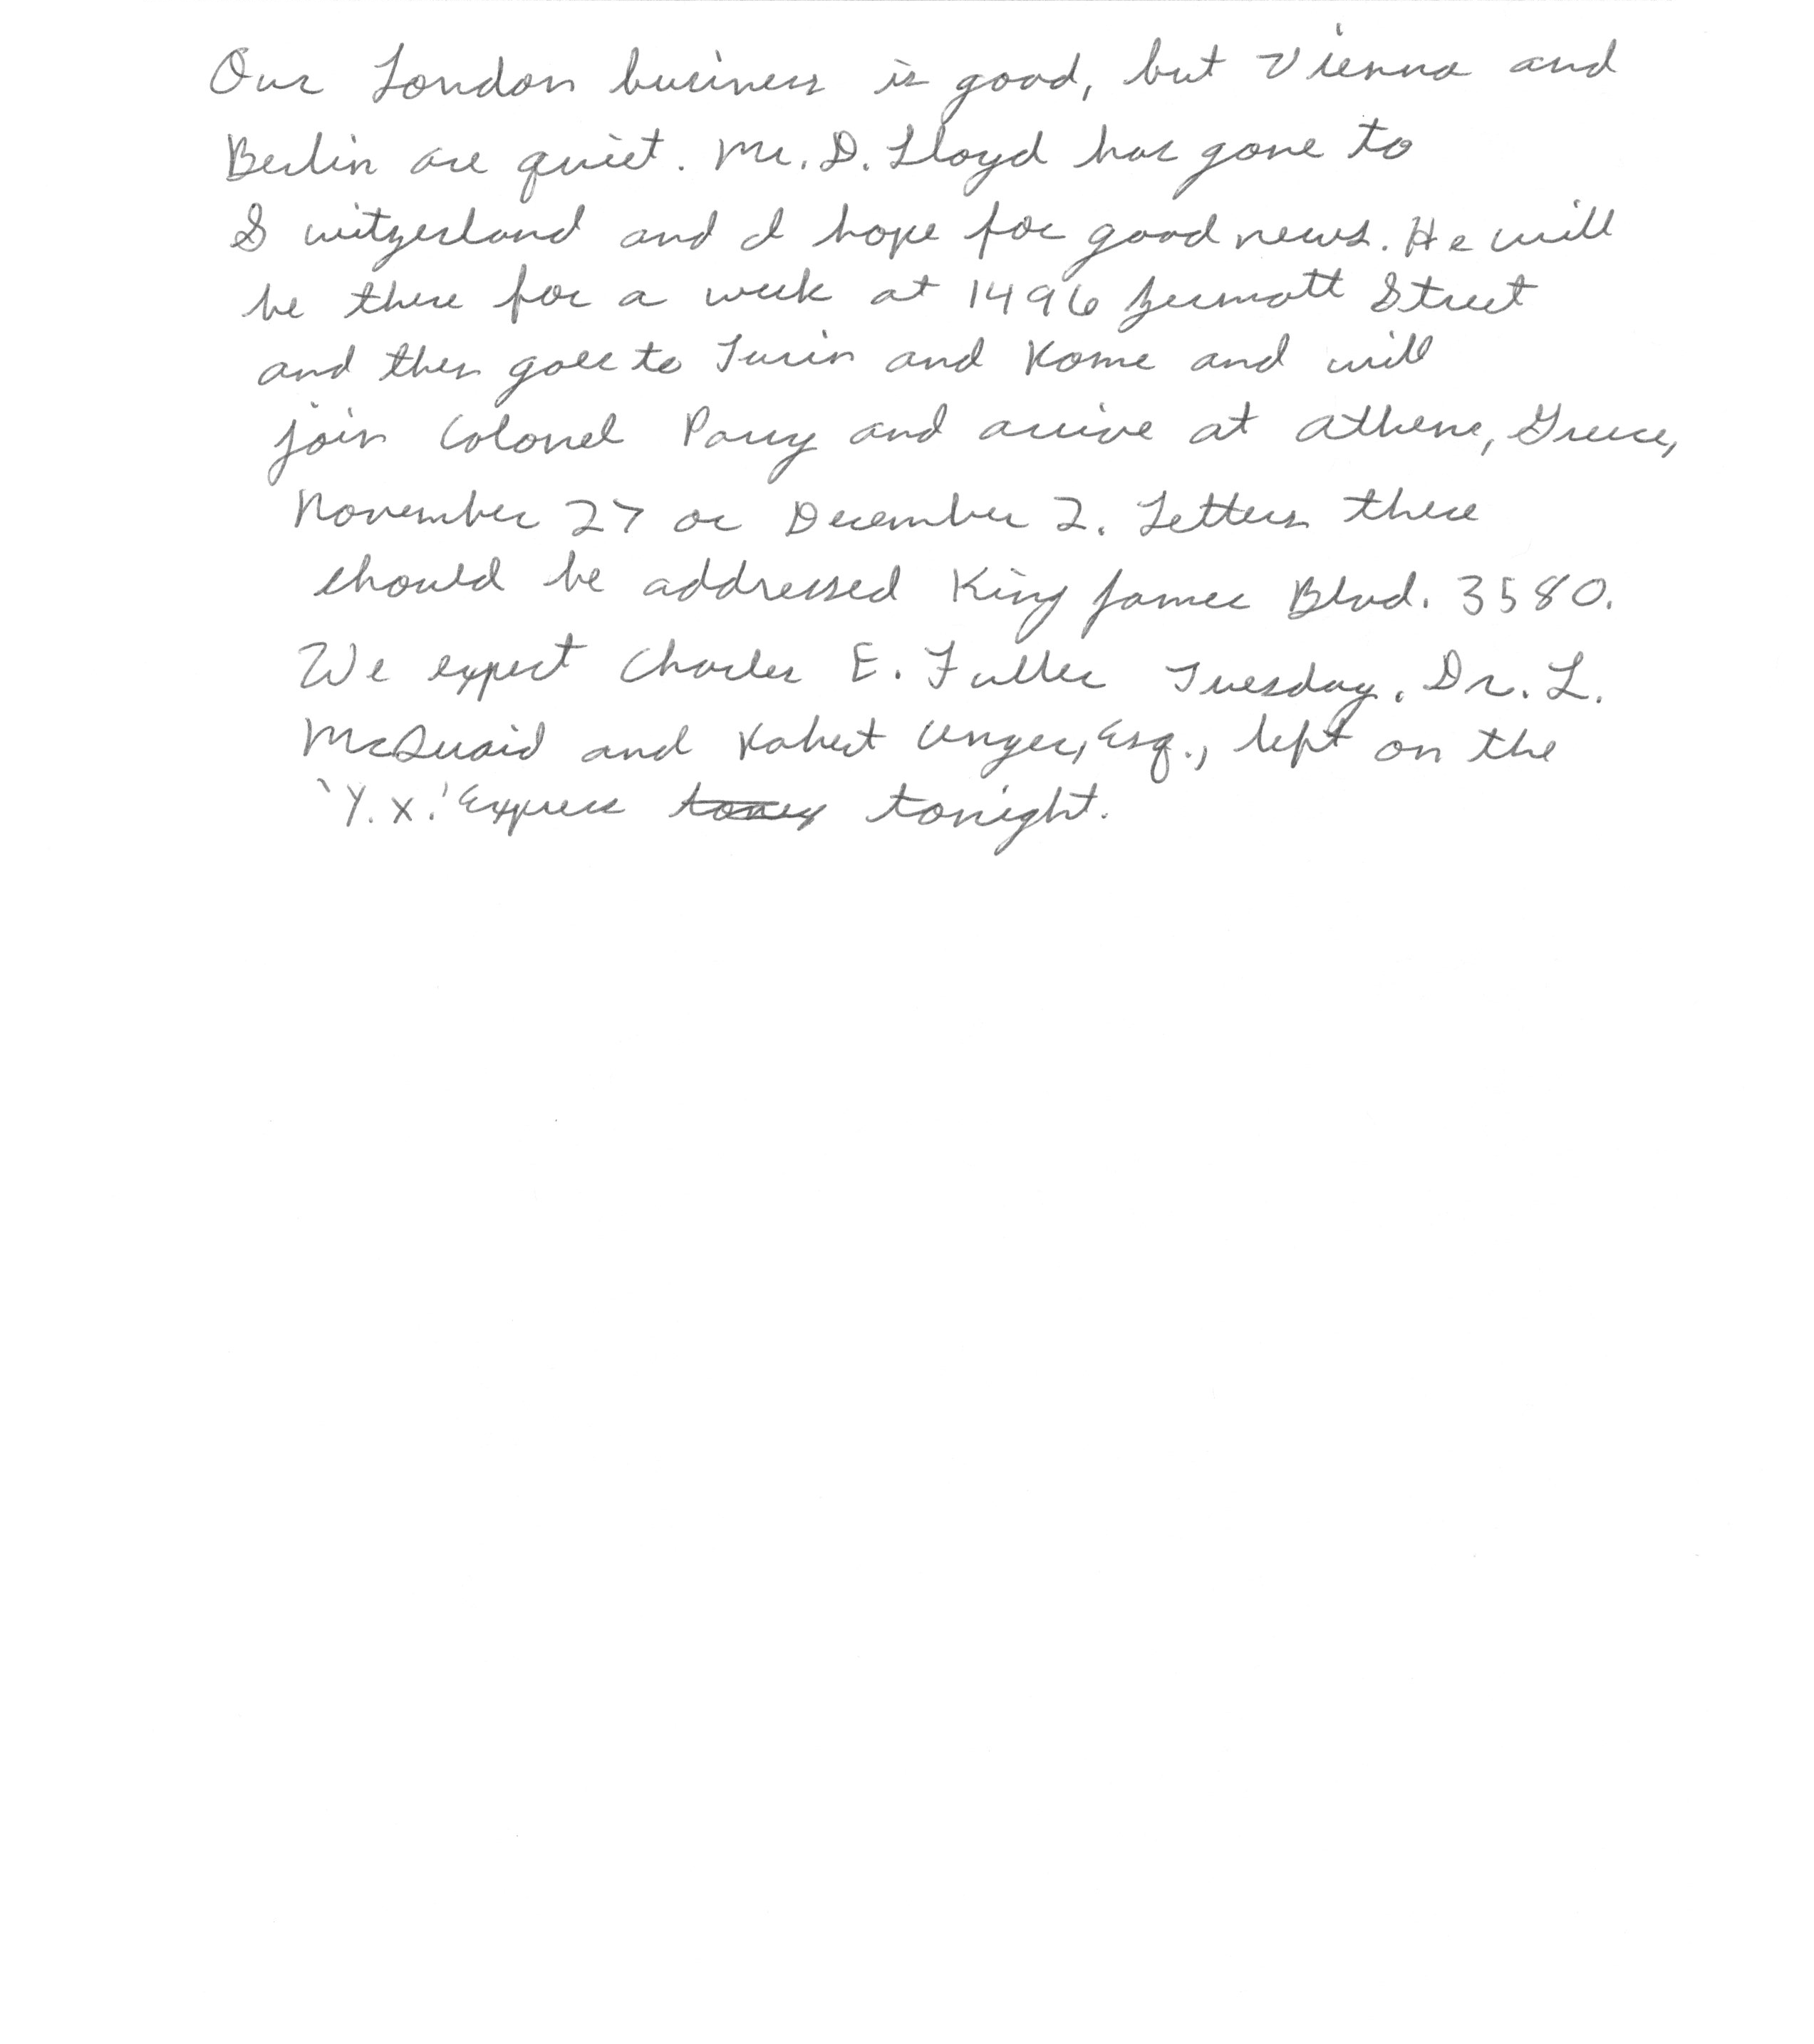 Our London business is good, but Vienna and
Berlin are quiet. Mr. D. Lloyd has gone to
Switzerland and I hope for good news. He will
be there for a week at 1496 Zermott Street
and then goes to Turin and Rome and will
join Colonel Parry and arrive at Athens, Greece,
November 27 or December 2. Letters there
should be addressed King James Blvd. 3580.
We expect Charles E. Fuller Tuesday. Dr. L.
McQuaid and Robert Unger, Esq., left on the
'Y.X.' Express tonight.